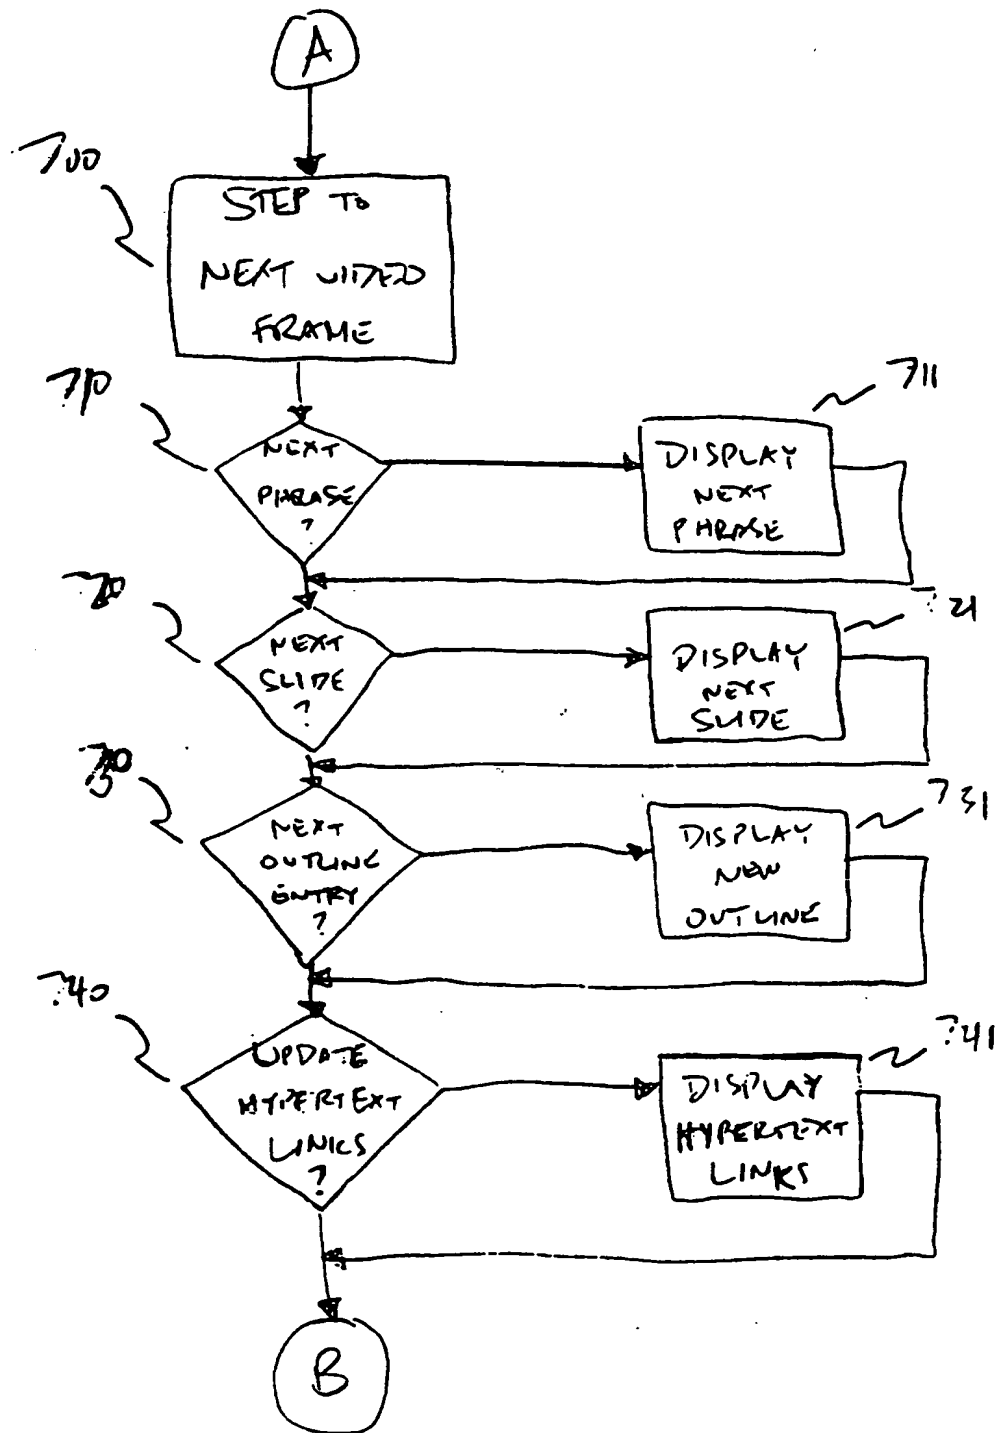 A
700
STEP TO
NEXT VIDEO
FRAME
710
711
NEXT
PHRASE
?
DISPLAY
NEXT
PHRASE
720
721
NEXT
SLIDE
?
DISPLAY
NEXT
SLIDE
730
731
NEXT
OUTLINE
ENTRY
?
DISPLAY
NEW
OUTLINE
740
741
UPDATE
HYPERTEXT
LINKS
?
DISPLAY
HYPERTEXT
LINKS
B